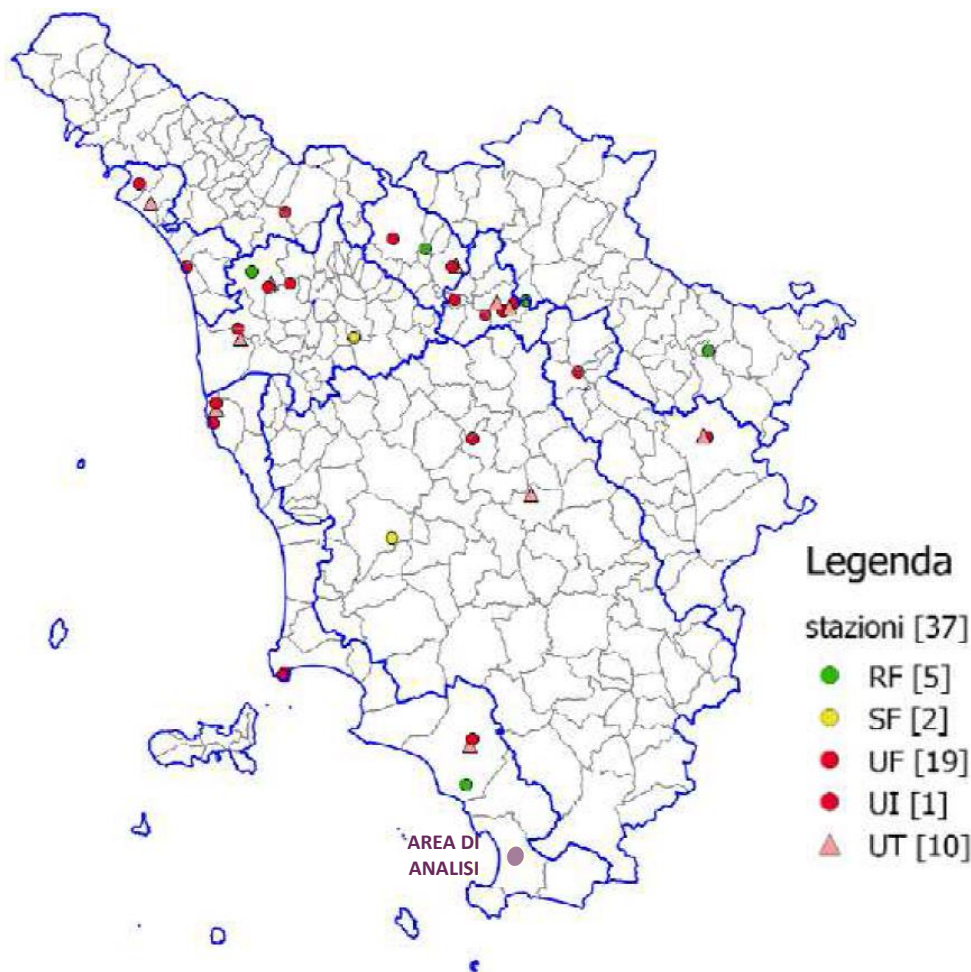 Legenda
stazioni [37]
RF [5]
SF [2]
UF [19]
UI [1]
UT [10]
AREA DI
ANALISI